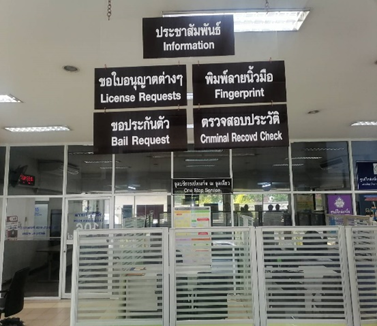 ประชาสัมพันธ์
Information
ขอใบอนุญาตต่างๆ
License Requests
พิมพ์ลายนิ้วมือ
Fingerprint
ขอประกันตัว
Bail Request
ตรวจสอบประวัติ
Cnminal Recovd Check
One Stop Service